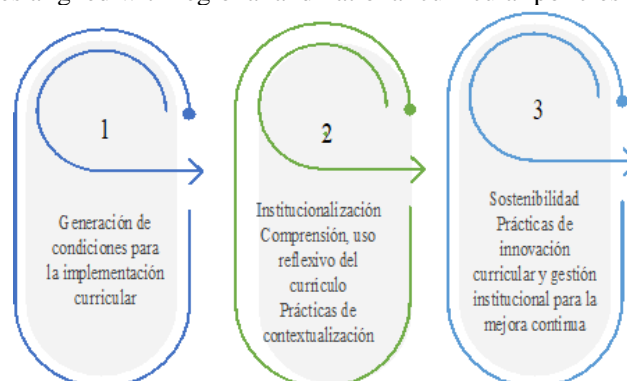 1
Generación de
condiciones para
la implementación
curricular
2
Institucionalización
Comprensión, uso
reflexivo del
currículo
Prácticas de
contextualización
3
Sostenibilidad
Prácticas de
innovación
curricular y gestión
institucional para la
mejora continua